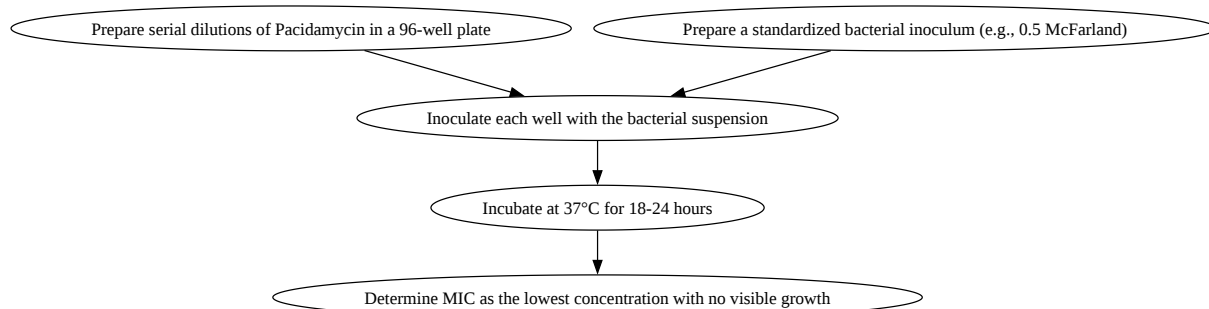 Prepare serial dilutions of Pacidamycin in a 96-well plate
Prepare a standardized bacterial inoculum (e.g., 0.5 McFarland)
Inoculate each well with the bacterial suspension
Incubate at 37°C for 18-24 hours
Determine MIC as the lowest concentration with no visible growth